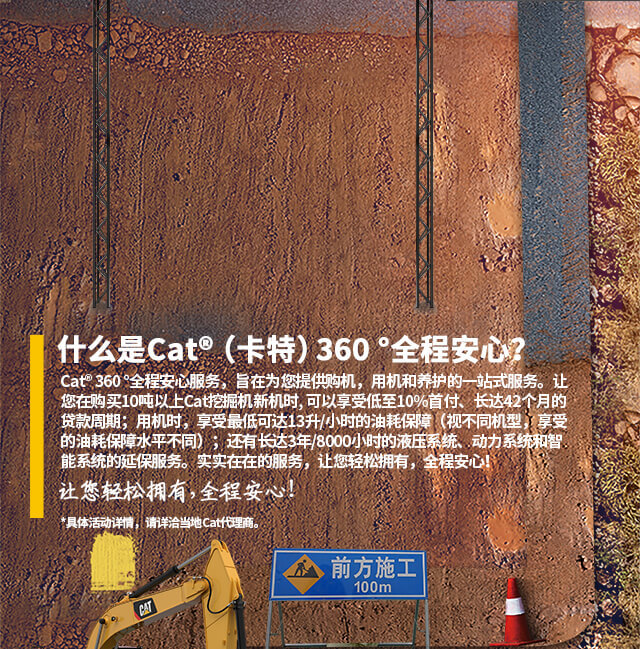 什么是Cat®（卡特）360 °全程安心？
Cat® 360 °全程安心服务，旨在为您提供购机，用机和养护的一站式服务。让
您在购买10吨以上Cat挖掘机新机时, 可以享受低至10%首付、长达42个月的
贷款周期；用机时，享受最低可达13升/小时的油耗保障（视不同机型，享受
的油耗保障水平不同）；还有长达3年/8000小时的液压系统、动力系统和智
能系统的延保服务。实实在在的服务，让您轻松拥有，全程安心！
让您轻松拥有,全程安心!
*具体活动详情，请详洽当地Cat代理商。
前方施工
100m
CAT